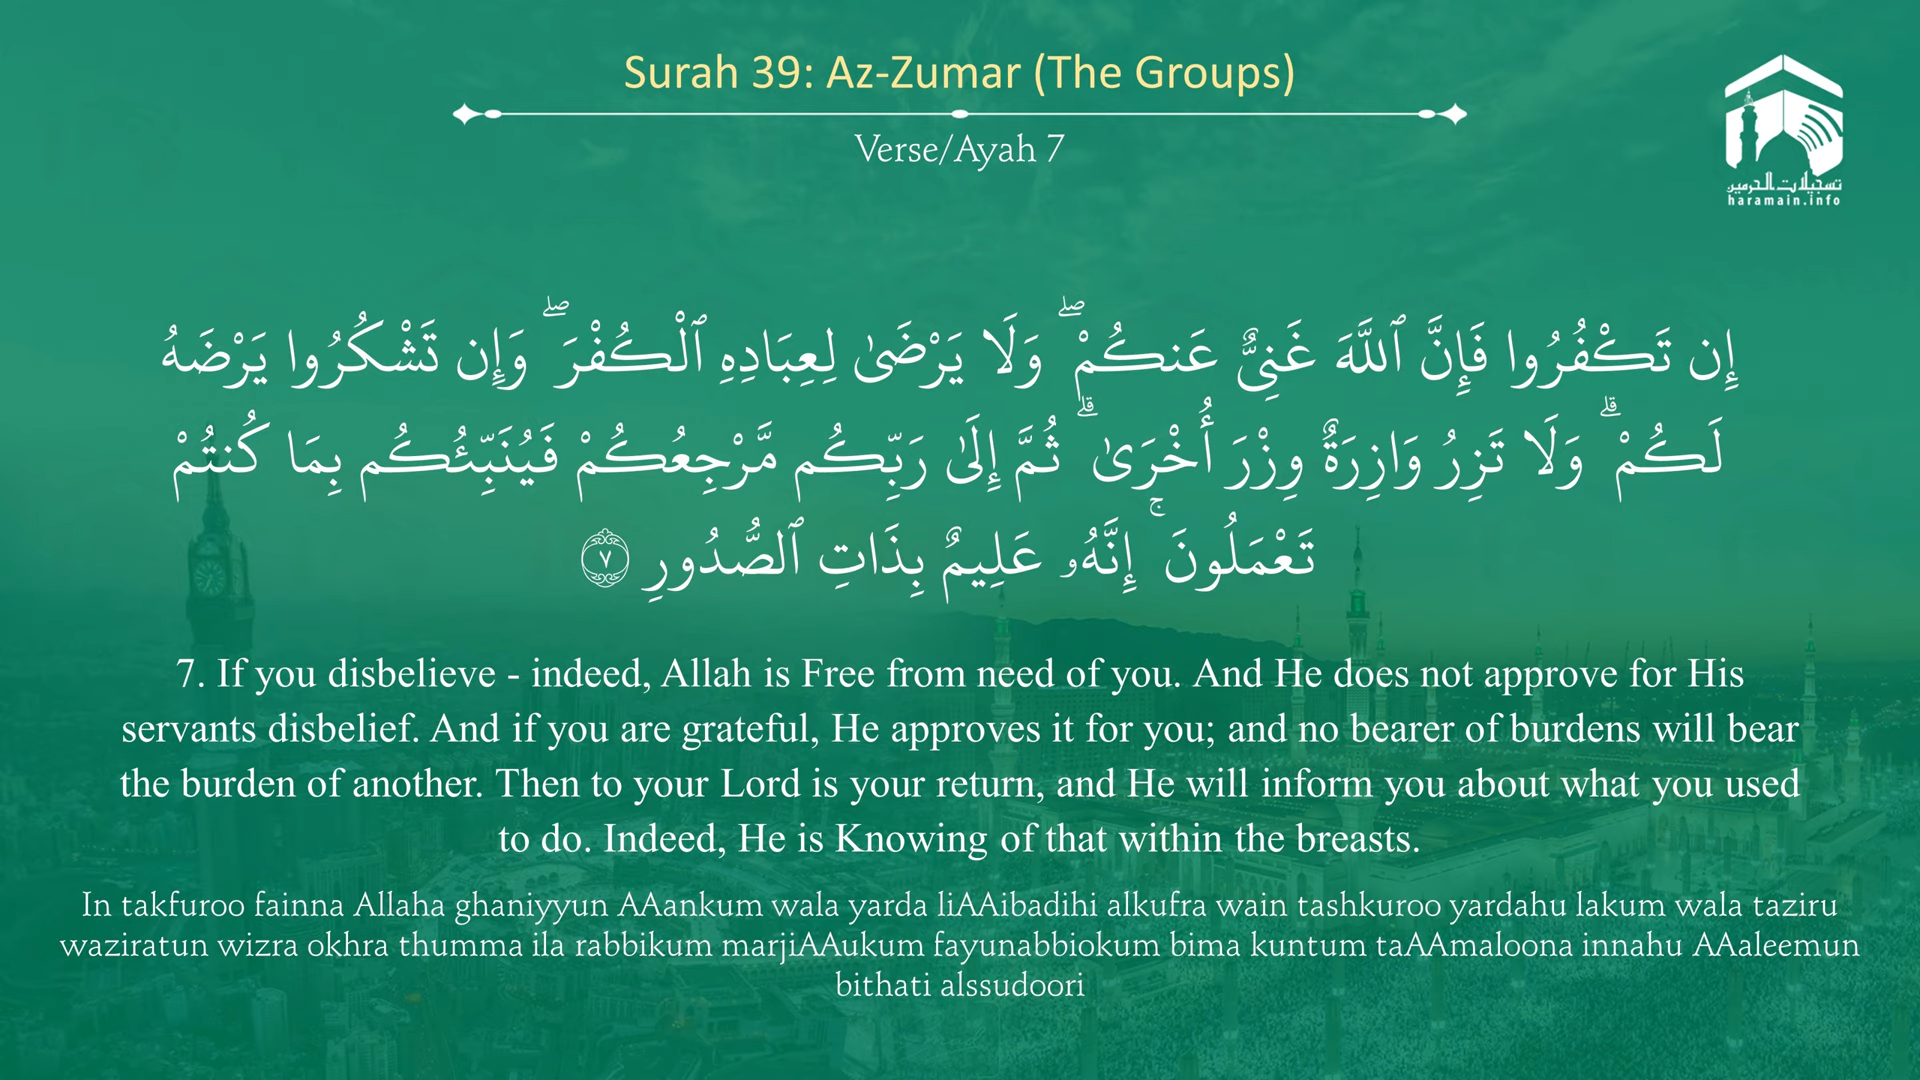 Surah 39: Az-Zumar (The Groups)
Verse/Ayah 7
تسجيلات الحرمين
haramain.info
إِن تَكْفُرُوا فَإِنَّ ٱللَّهَ غَنِىٌّ عَنكُمْ ۖ وَلَا يَرْضَىٰ لِعِبَادِهِ ٱلْكُفْرَ ۖ وَإِن تَشْكُرُوا يَرْضَهُ
لَكُمْ ۗ وَلَا تَزِرُ وَازِرَةٌ وِزْرَ أُخْرَىٰ ۗ ثُمَّ إِلَىٰ رَبِّكُم مَّرْجِعُكُمْ فَيُنَبِّئُكُم بِمَا كُنتُمْ
تَعْمَلُونَ ۚ إِنَّهُۥ عَلِيمٌ بِذَاتِ ٱلصُّدُورِ ٧
7. If you disbelieve - indeed, Allah is Free from need of you. And He does not approve for His
servants disbelief. And if you are grateful, He approves it for you; and no bearer of burdens will bear
the burden of another. Then to your Lord is your return, and He will inform you about what you used
to do. Indeed, He is Knowing of that within the breasts.
In takfuroo fainna Allaha ghaniyyun AAankum wala yarda liAAibadihi alkufra wain tashkuroo yardahu lakum wala taziru
waziratun wizra okhra thumma ila rabbikum marjiAAukum fayunabbiokum bima kuntum taAAmaloona innahu AAaleemun
bithati alssudoori